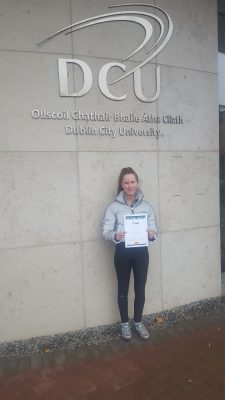 DCU
Ollscoil Chathair Bhaile Átha Cliath
Dublin City University